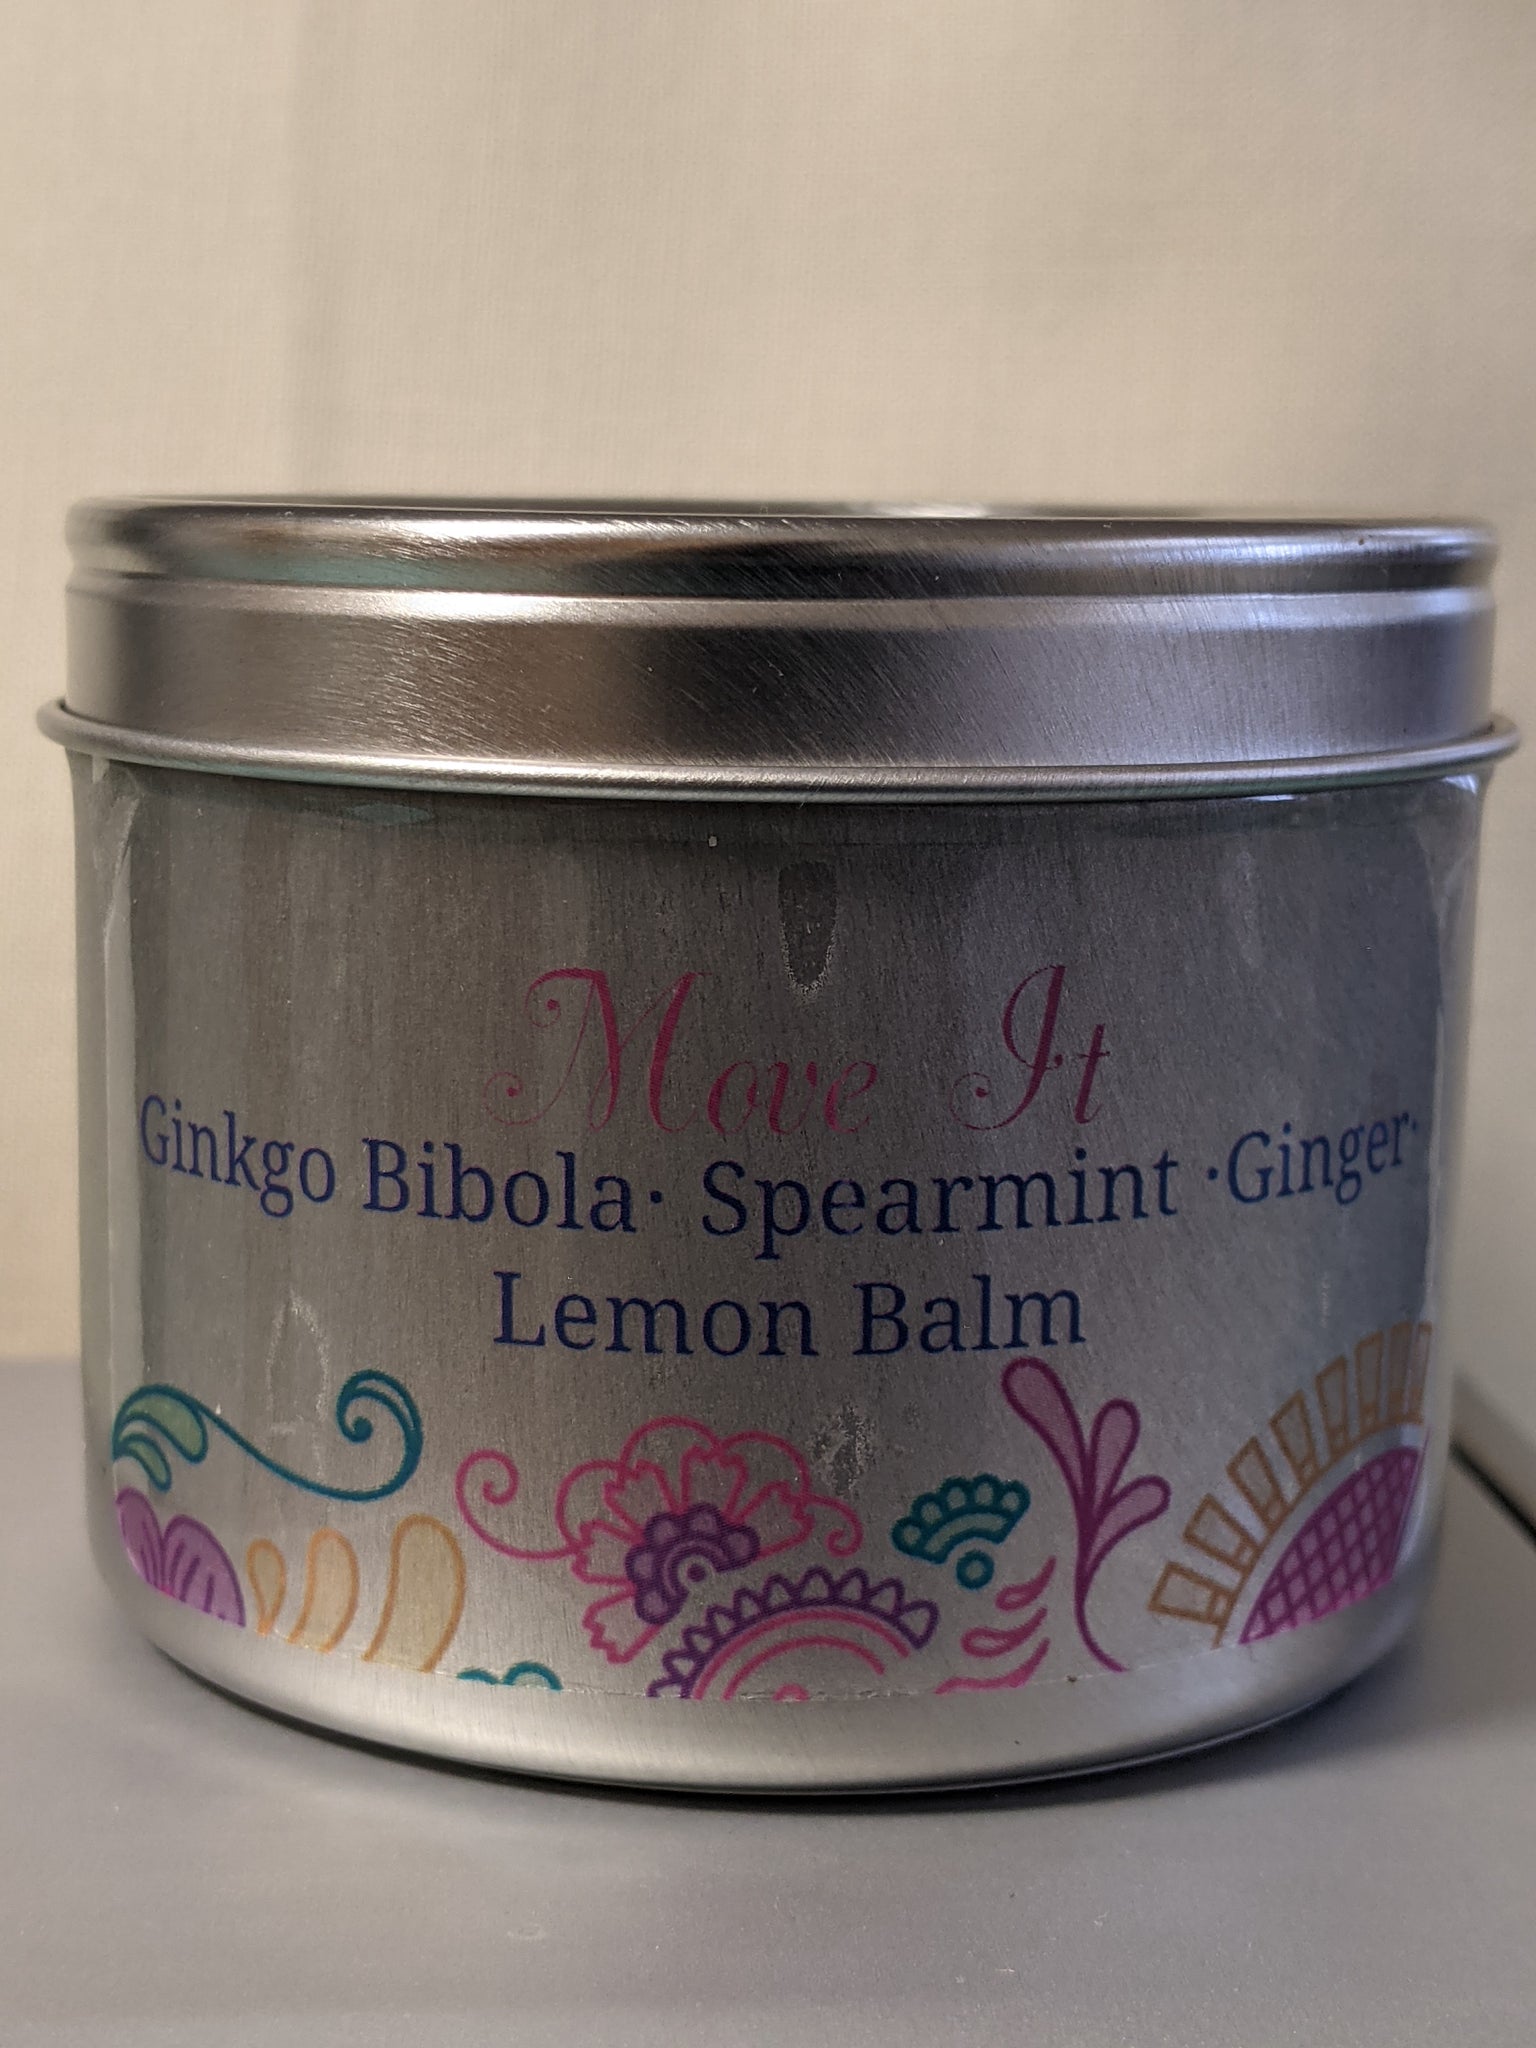 Move It
Ginkgo Bibola· Spearmint ·Ginger·
Lemon Balm